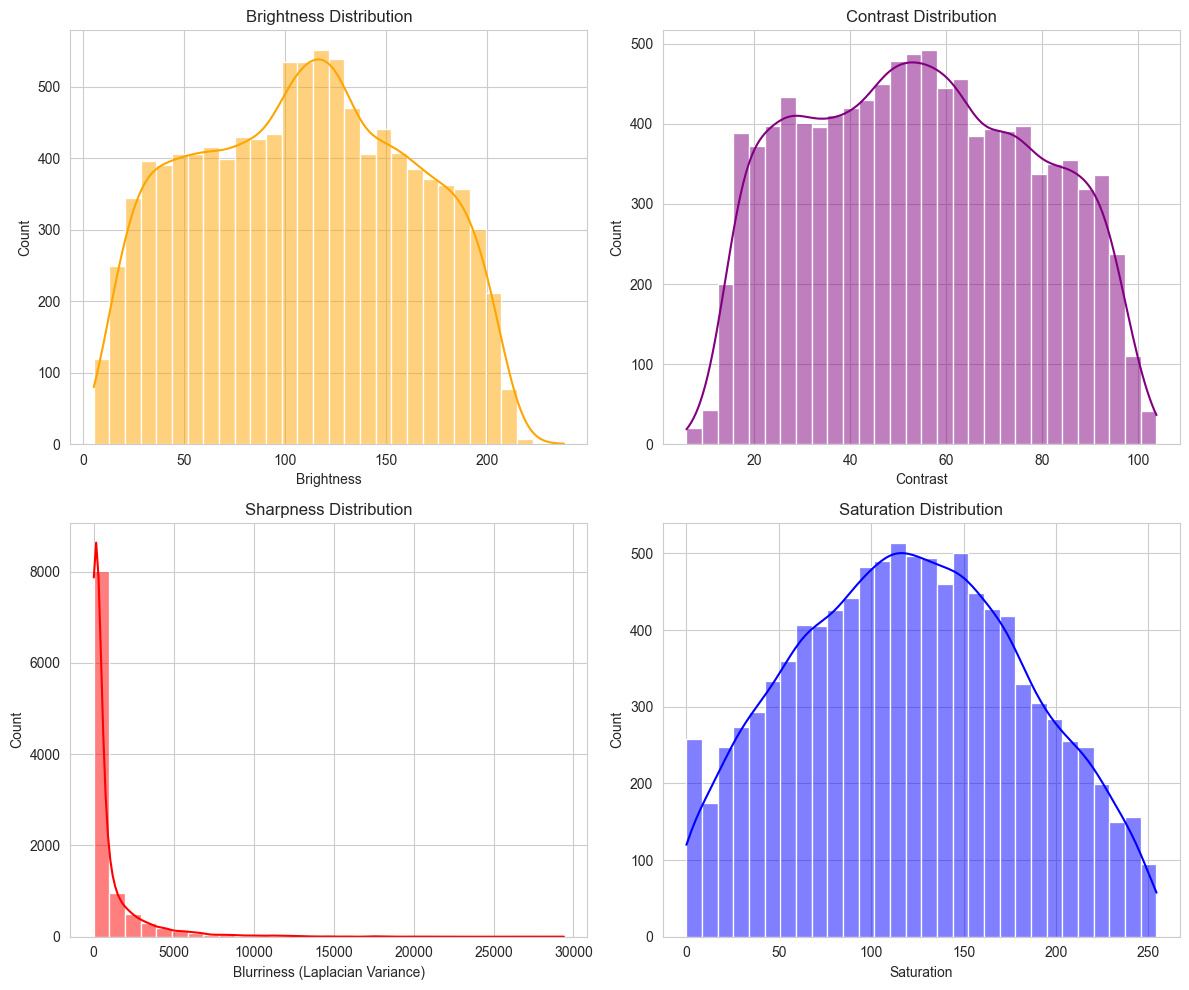 Brightness Distribution
500
400
300
200
100
0
Count
0 50 100 150 200
Brightness
Contrast Distribution
500
400
300
200
100
0
Count
20 40 60 80 100
Contrast
Sharpness Distribution
8000
6000
4000
2000
0
Count
0 5000 10000 15000 20000 25000 30000
Blurriness (Laplacian Variance)
Saturation Distribution
500
400
300
200
100
0
Count
0 50 100 150 200 250
Saturation